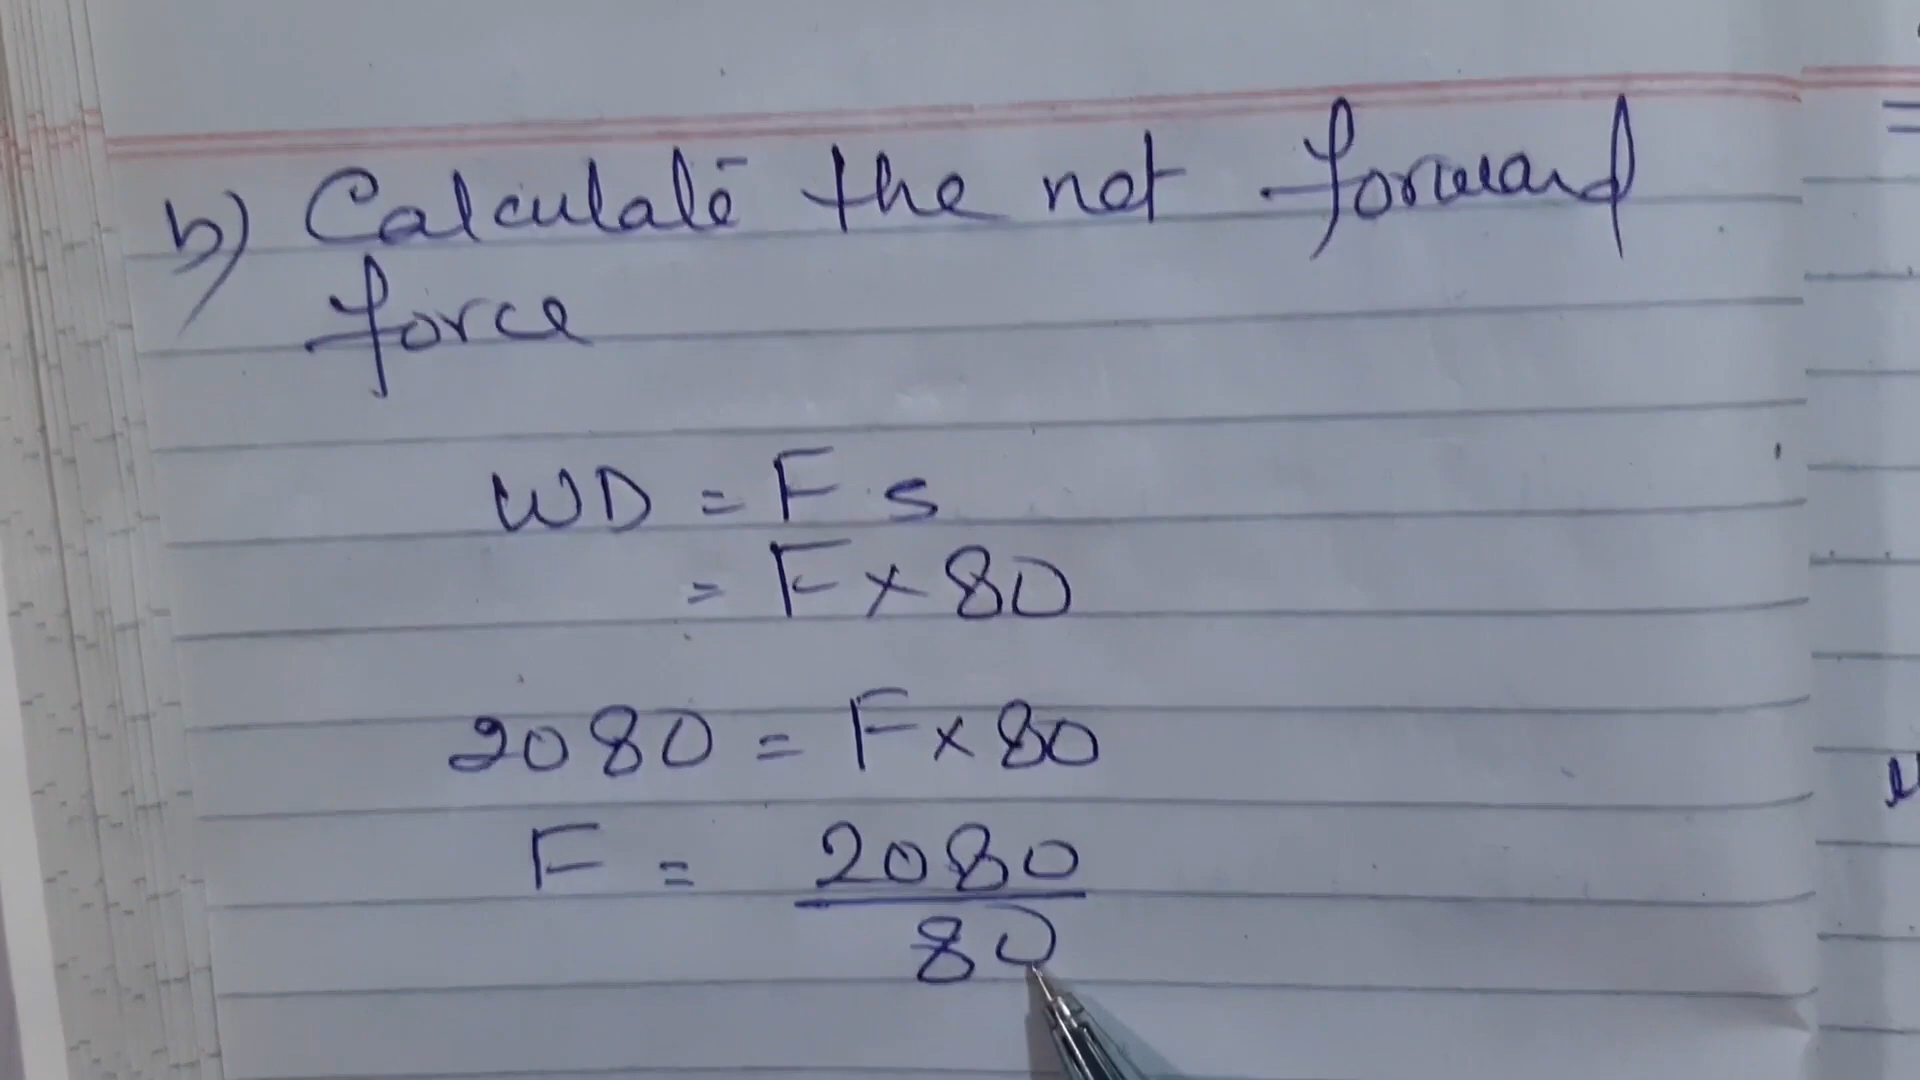 b) Calculate the net forward
force
WD = F s
= F × 80
2080 = F × 80
F = 2080
80